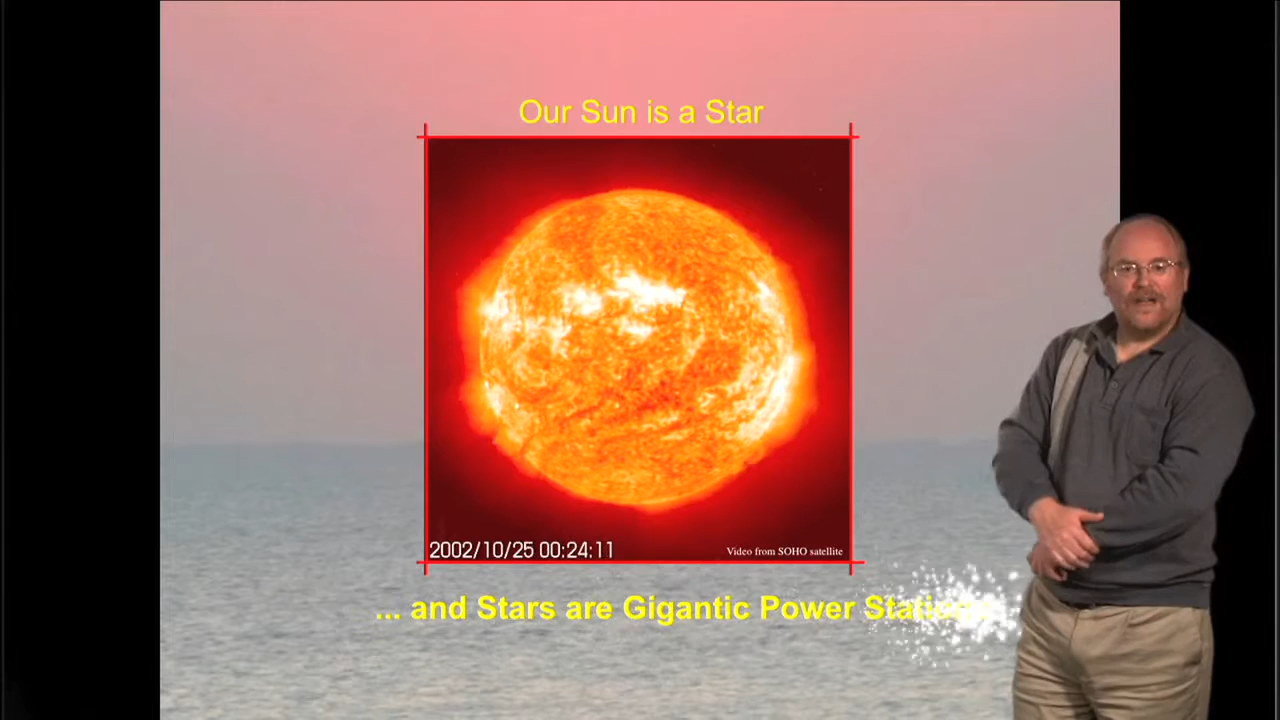 Our Sun is a Star
2002/10/25 00:24:11
Video from SOHO satellite
... and Stars are Gigantic Power